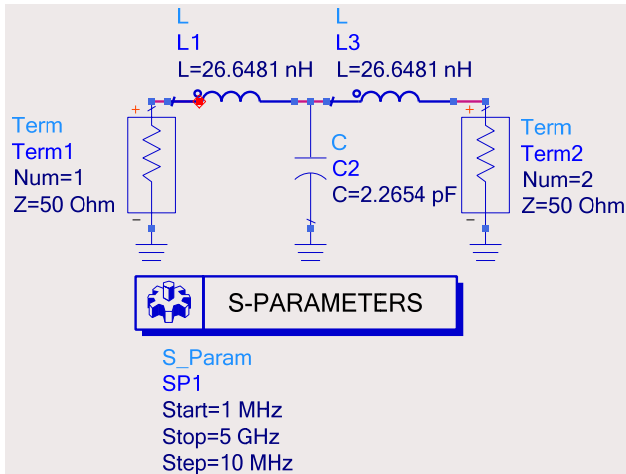 L
L1
L=26.6481 nH
L
L3
L=26.6481 nH
+
Term
Term1
Num=1
Z=50 Ohm
-
C
C2
C=2.2654 pF
+
Term
Term2
Num=2
Z=50 Ohm
-
S-PARAMETERS
S_Param
SP1
Start=1 MHz
Stop=5 GHz
Step=10 MHz